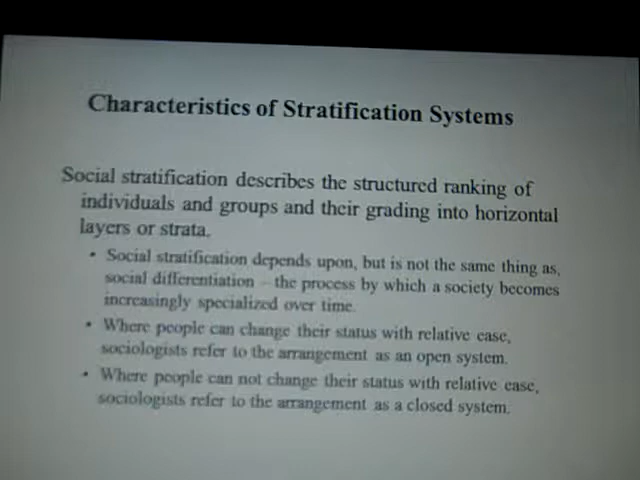 Characteristics of Stratification Systems
Social stratification describes the structured ranking of
individuals and groups and their grading into horizontal
layers or strata.
• Social stratification depends upon, but is not the same thing as,
social differentiation – the process by which a society becomes
increasingly specialized over time.
• Where people can change their status with relative ease,
sociologists refer to the arrangement as an open system.
• Where people can not change their status with relative ease,
sociologists refer to the arrangement as a closed system.